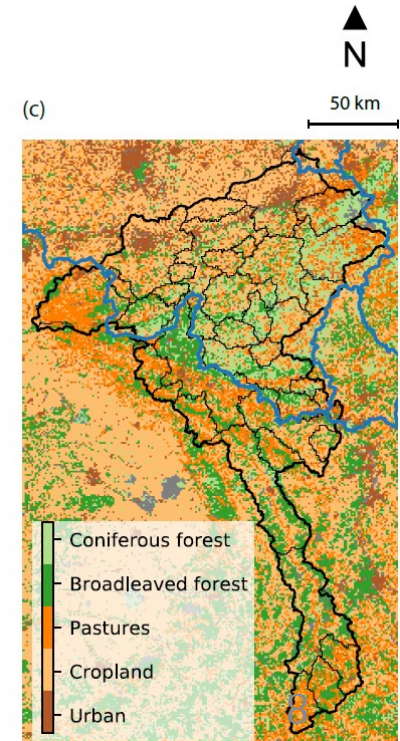 N
(c)
50 km
Coniferous forest
Broadleaved forest
Pastures
Cropland
Urban